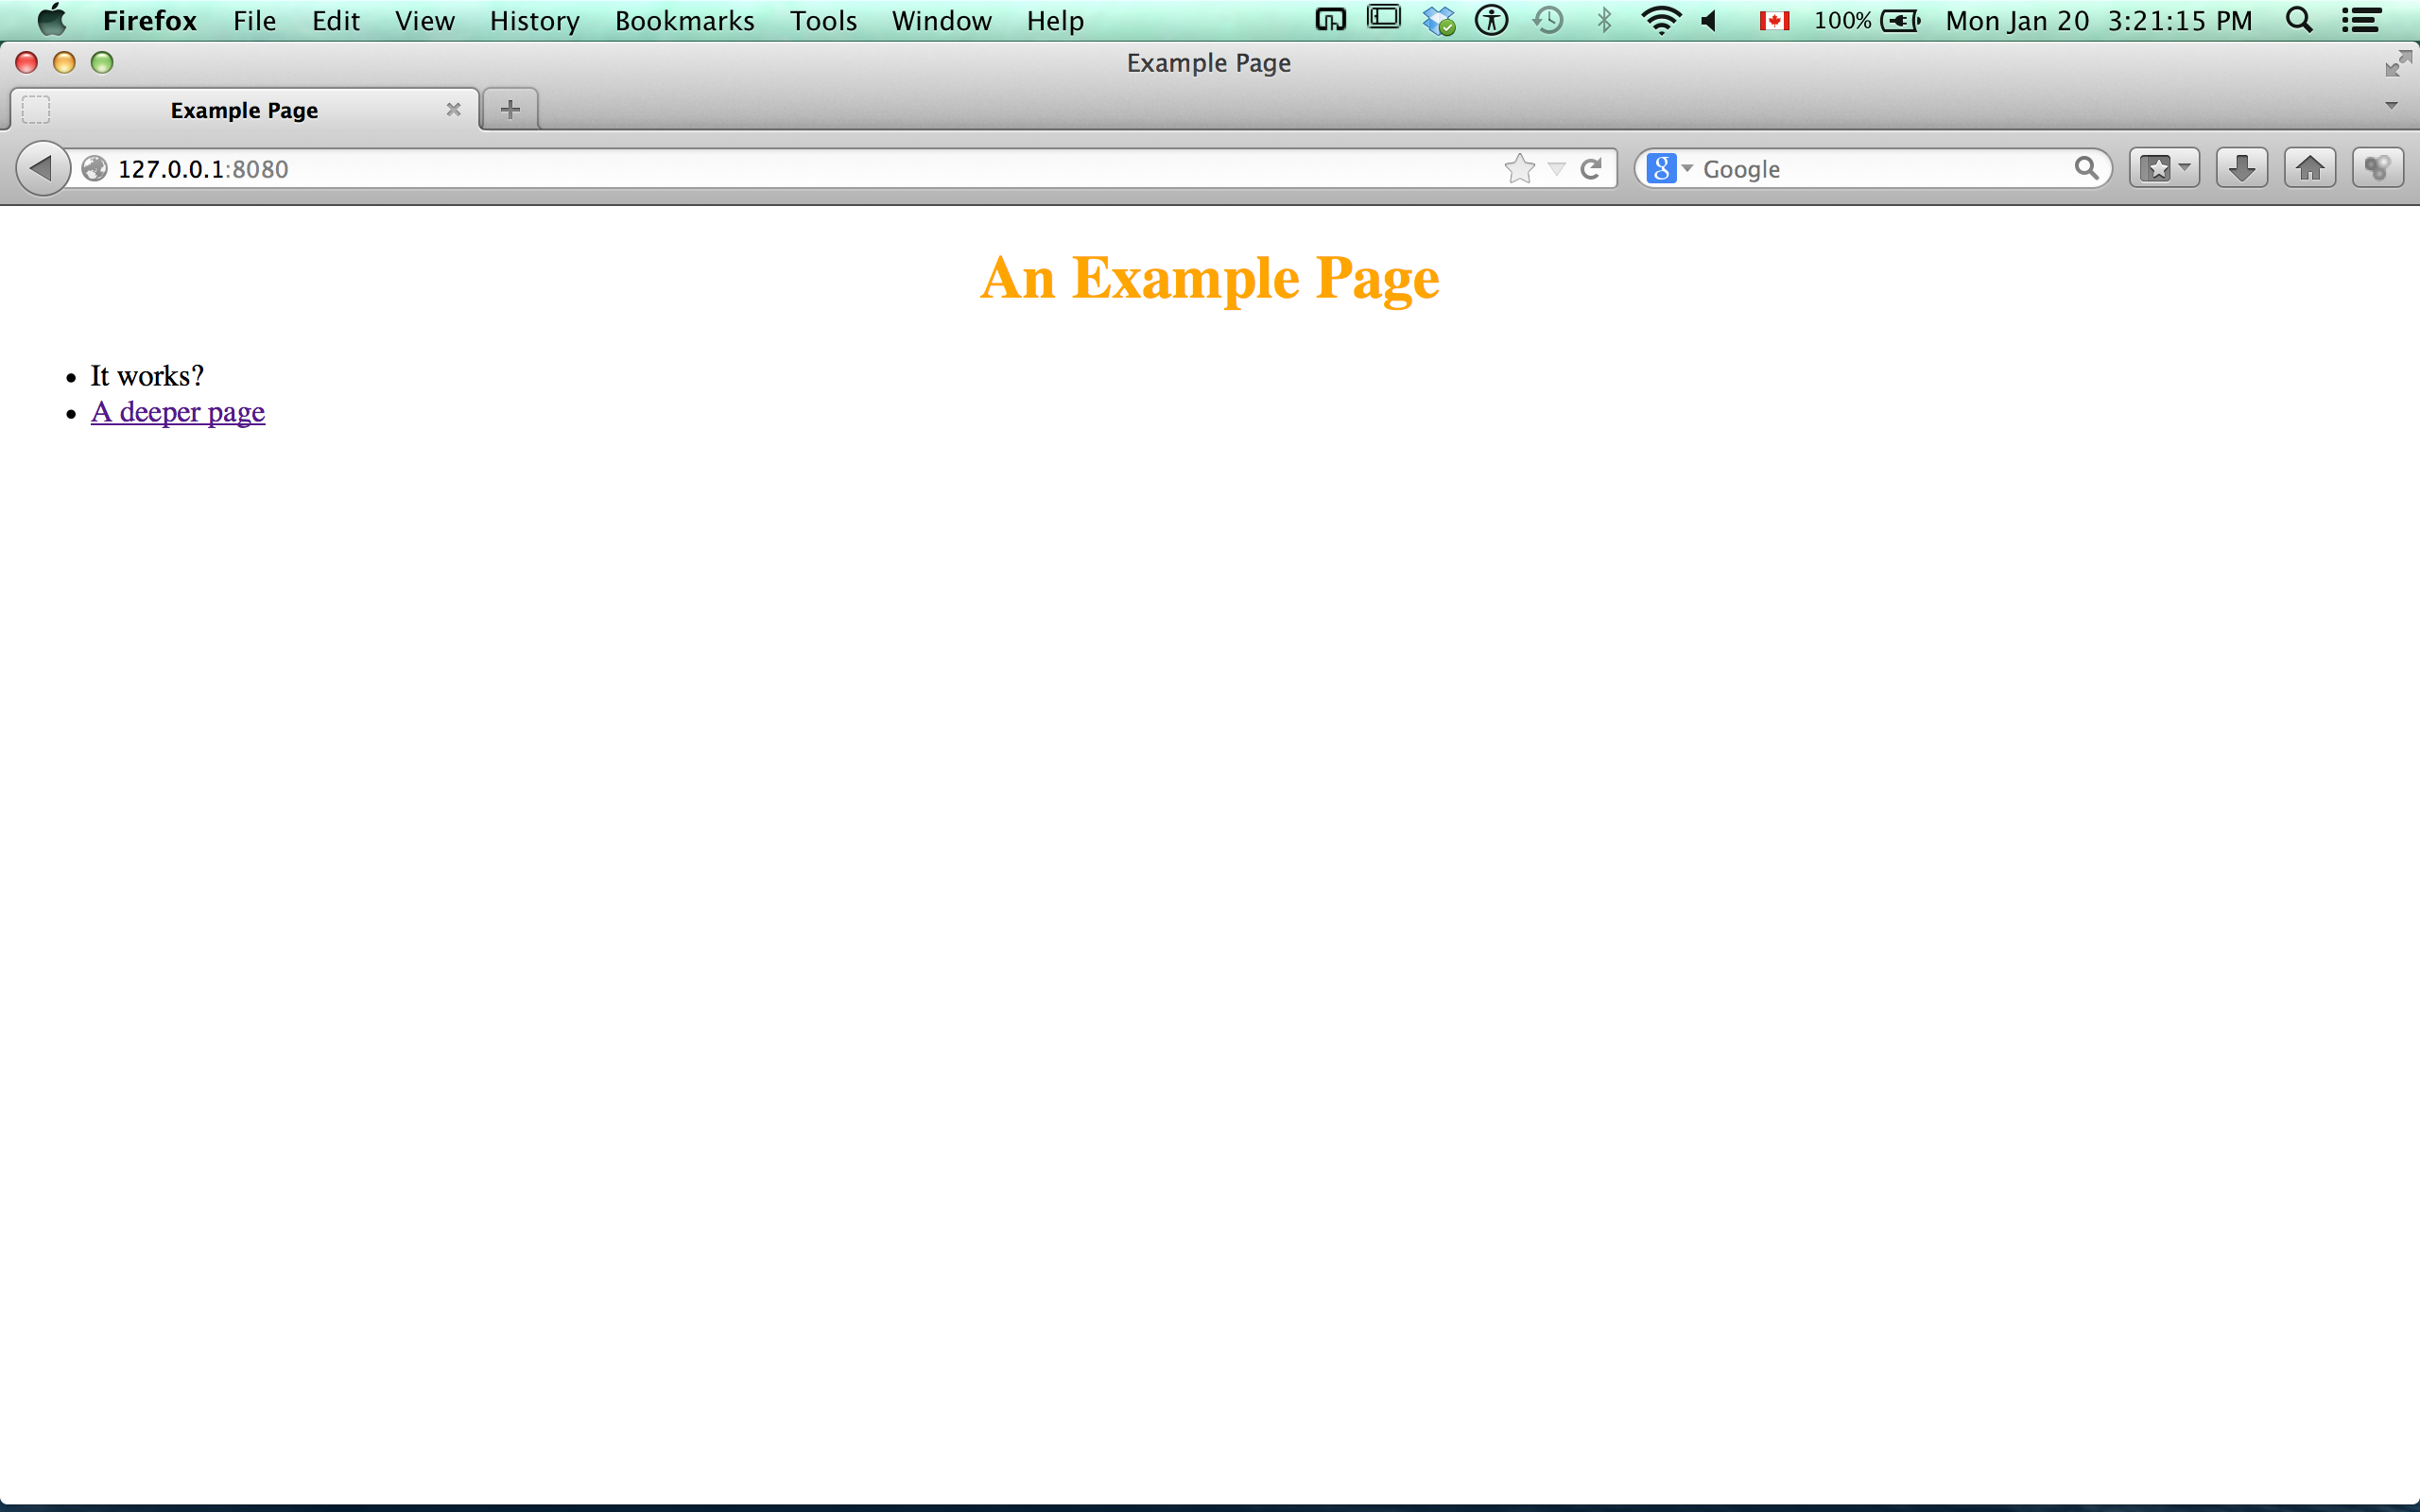 Firefox File Edit View History Bookmarks Tools Window Help 100% Mon Jan 20 3:21:15 PM
Example Page
Example Page
127.0.0.1:8080 g Google
An Example Page
• It works?
• A deeper page